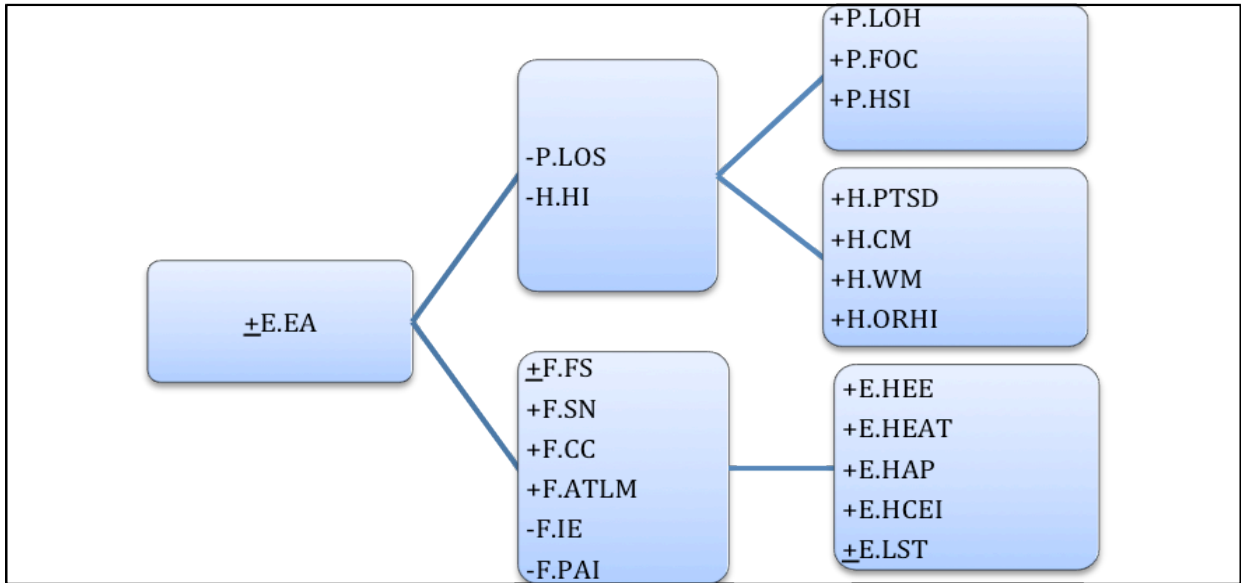 ±E.EA
-P.LOS
-H.HI
+P.LOH
+P.FOC
+P.HSI
+H.PTSD
+H.CM
+H.WM
+H.ORHI
±F.FS
+F.SN
+F.CC
+F.ATLM
-F.IE
-F.PAI
+E.HEE
+E.HEAT
+E.HAP
+E.HCEI
±E.LST